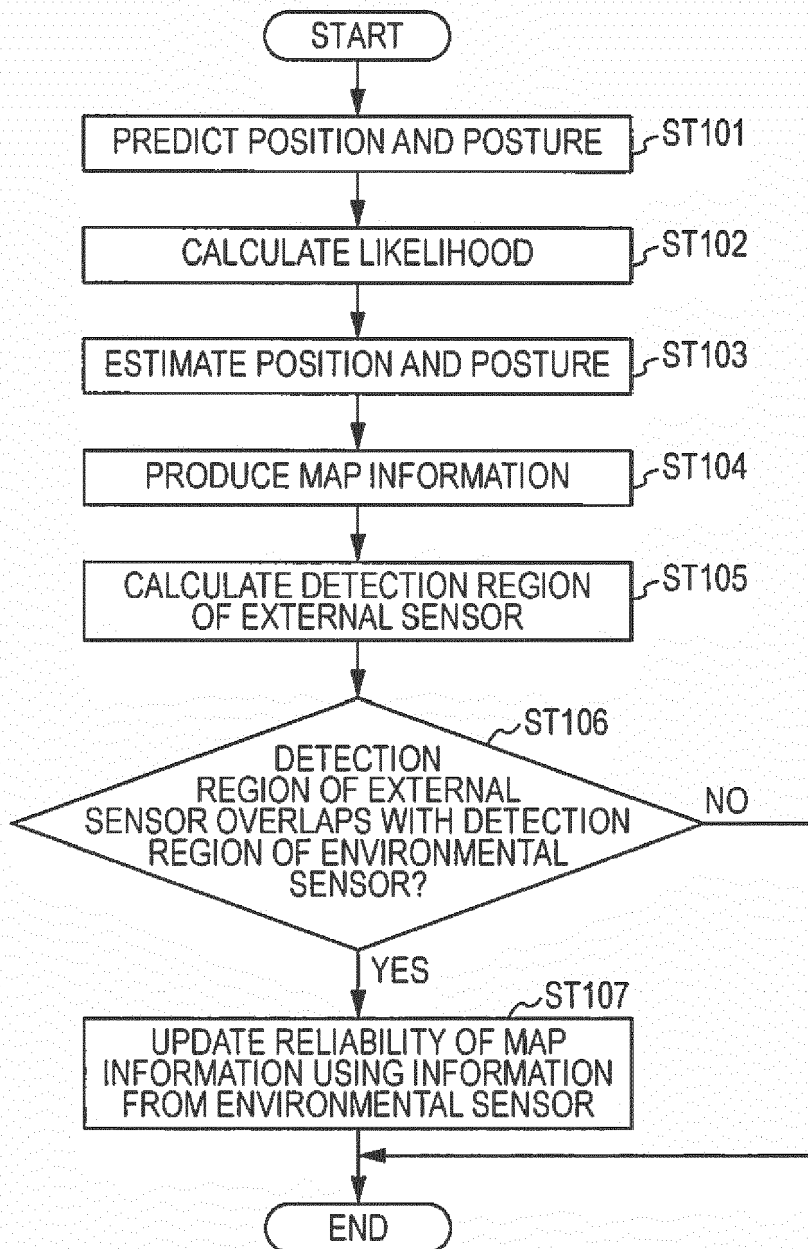 START
PREDICT POSITION AND POSTURE
ST101
CALCULATE LIKELIHOOD
ST102
ESTIMATE POSITION AND POSTURE
ST103
PRODUCE MAP INFORMATION
ST104
CALCULATE DETECTION REGION
OF EXTERNAL SENSOR
ST105
ST106
DETECTION
REGION OF EXTERNAL
SENSOR OVERLAPS WITH DETECTION
REGION OF ENVIRONMENTAL
SENSOR?
NO
YES
ST107
UPDATE RELIABILITY OF MAP
INFORMATION USING INFORMATION
FROM ENVIRONMENTAL SENSOR
END